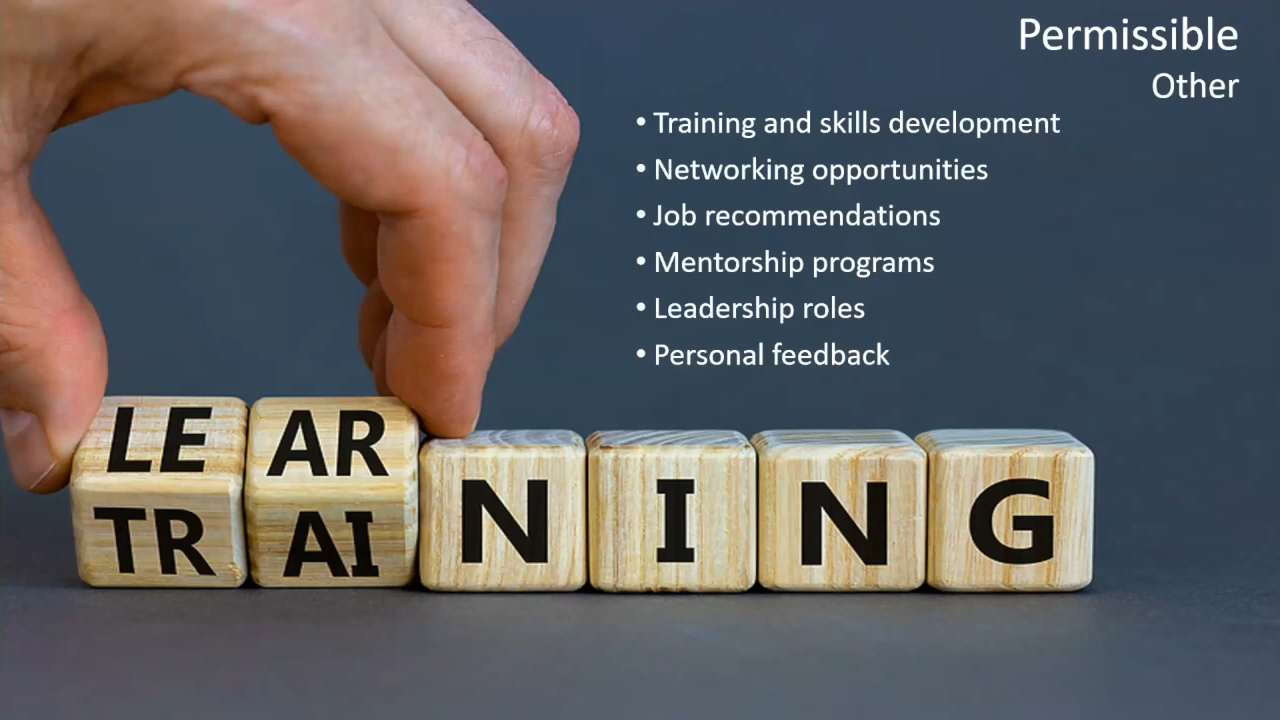 Permissible
Other
• Training and skills development
• Networking opportunities
• Job recommendations
• Mentorship programs
• Leadership roles
• Personal feedback
LE AR
TR AI N I N G